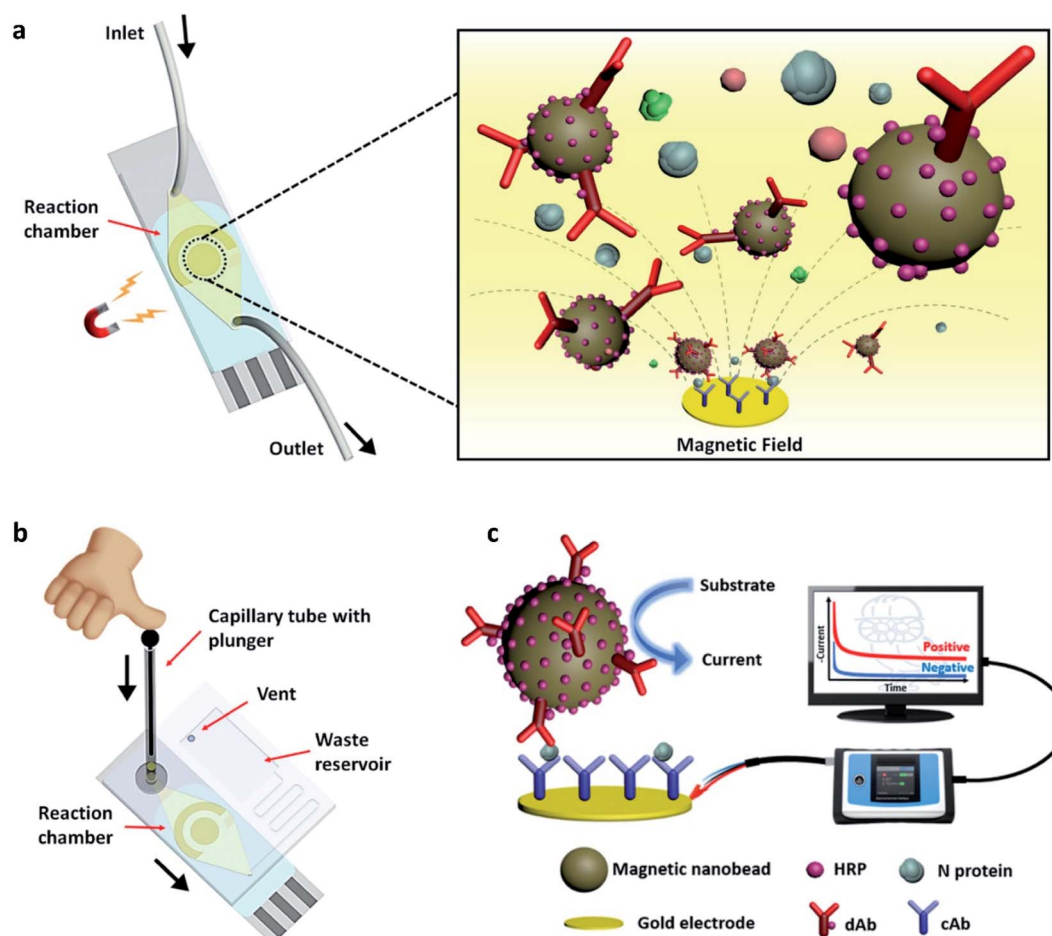 a
Inlet
Reaction
chamber
Outlet
Magnetic Field
b
Capillary tube with
plunger
Vent
Waste
reservoir
Reaction
chamber
c
Substrate
Current
-Current
Positive
Negative
Time
Magnetic nanobead
HRP
N protein
Gold electrode
dAb
cAb